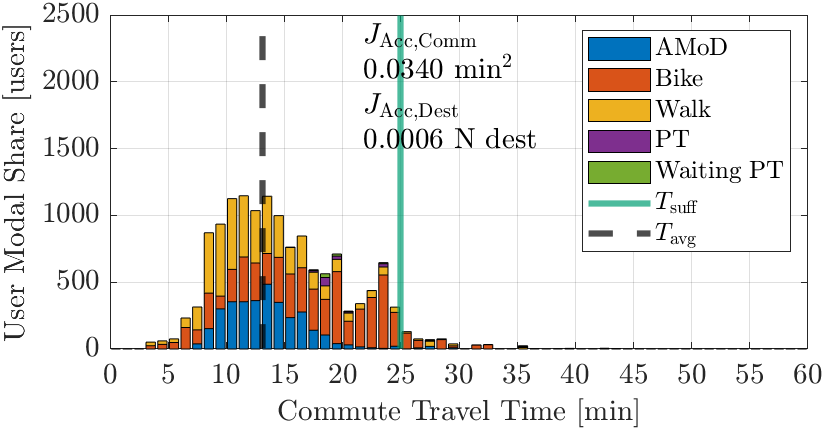 2500
2000
1500
1000
500
0
User Modal Share [users]
J_Acc,Comm
0.0340 min²
J_Acc,Dest
0.0006 N dest
AMoD
Bike
Walk
PT
Waiting PT
T_suff
T_avg
0 5 10 15 20 25 30 35 40 45 50 55 60
Commute Travel Time [min]